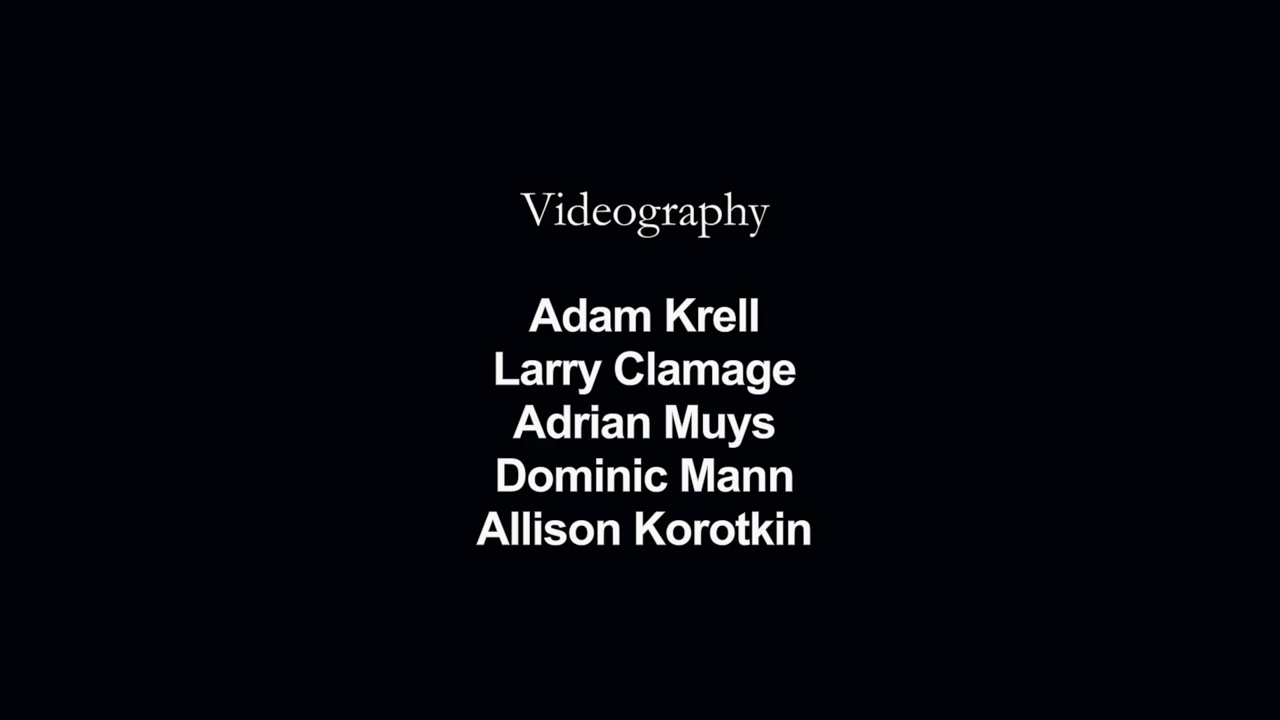 Videography
Adam Krell
Larry Clamage
Adrian Muys
Dominic Mann
Allison Korotkin